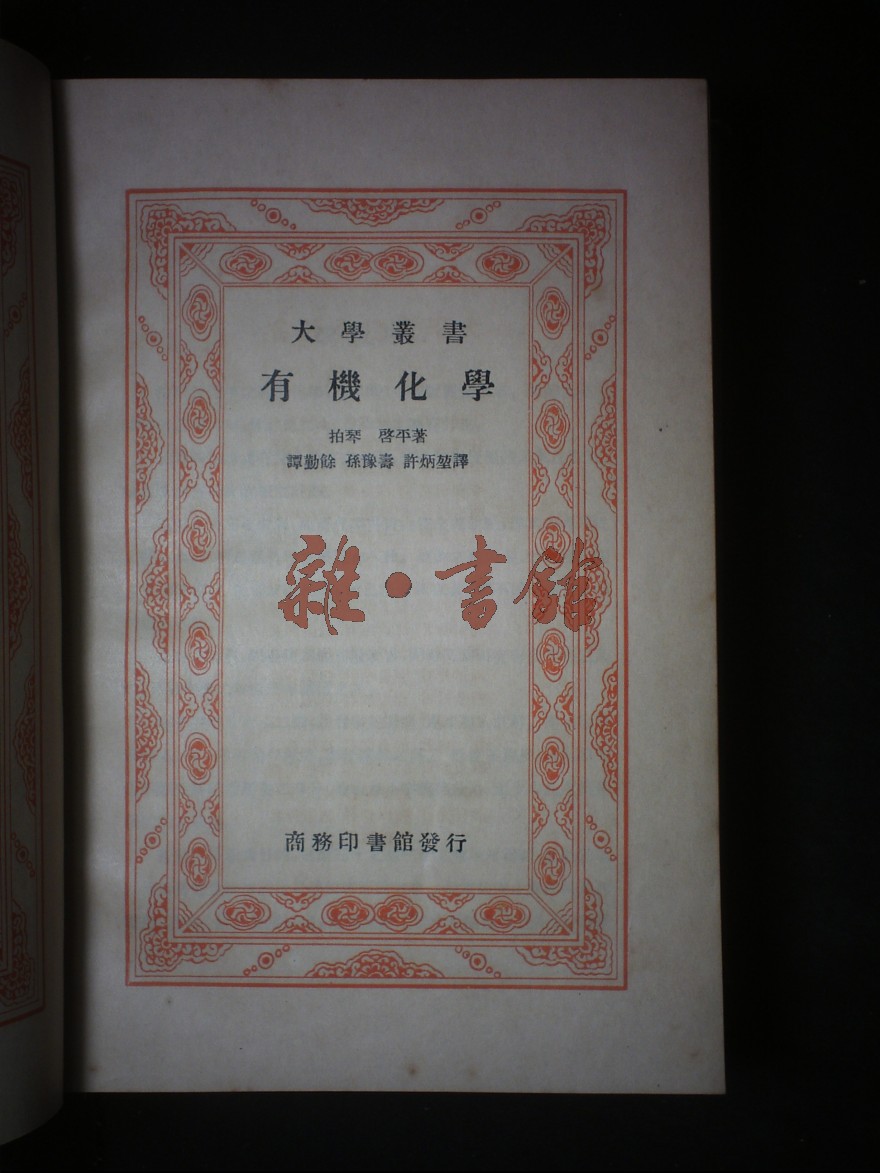 大學叢書
有機化學
拍琴 啓平著
譚勤餘 孫豫壽 許炳堃譯
雜•書館
商務印書館發行